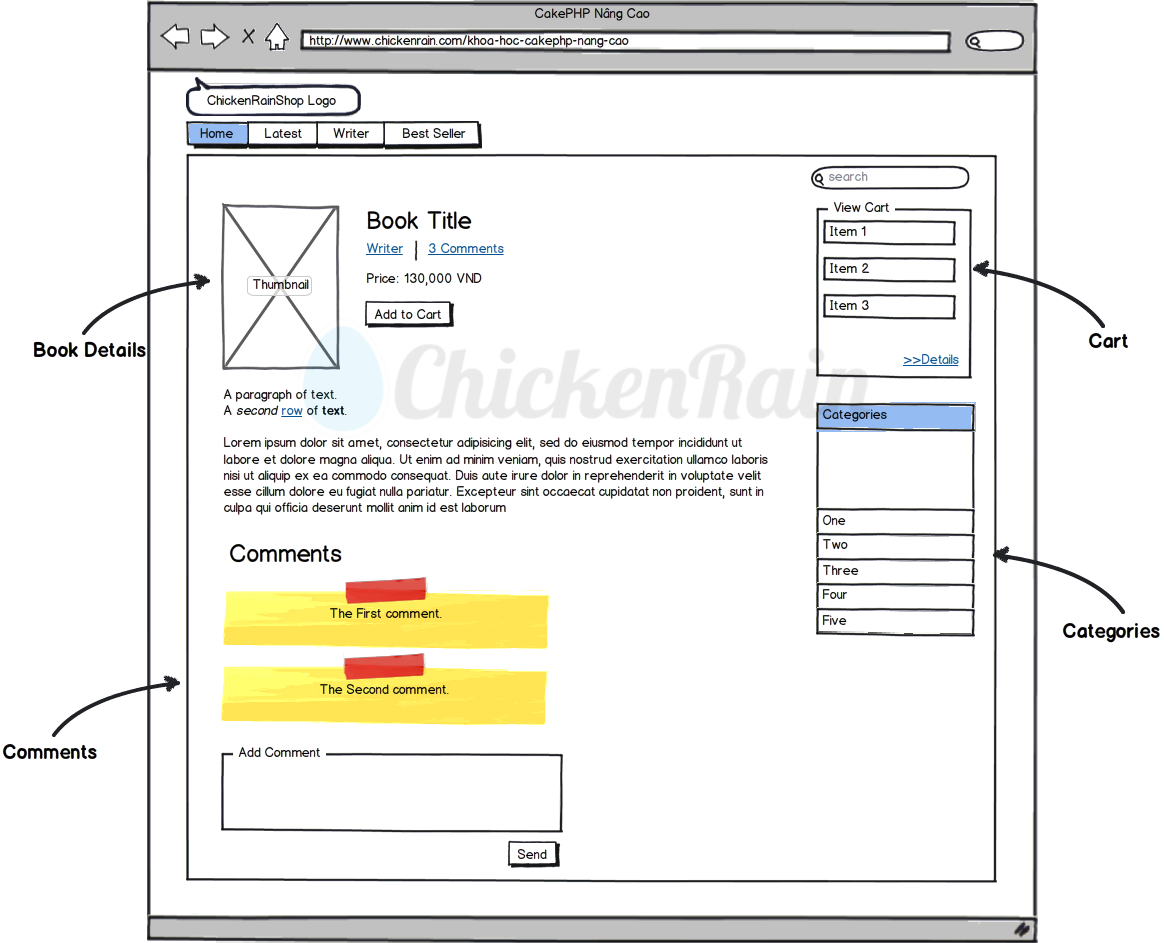 CakePHP Nâng Cao
http://www.chickenrain.com/khoa-hoc-cakephp-nang-cao
ChickenRainShop Logo
Home Latest Writer Best Seller
search
Book Title
Writer | 3 Comments
Price: 130,000 VND
Add to Cart
Thumbnail
Book Details
View Cart
Item 1
Item 2
Item 3
>>Details
Cart
ChickenRain
A paragraph of text.
A second row of text.
Lorem ipsum dolor sit amet, consectetur adipisicing elit, sed do eiusmod tempor incididunt ut
labore et dolore magna aliqua. Ut enim ad minim veniam, quis nostrud exercitation ullamco laboris
nisi ut aliquip ex ea commodo consequat. Duis aute irure dolor in reprehenderit in voluptate velit
esse cillum dolore eu fugiat nulla pariatur. Excepteur sint occaecat cupidatat non proident, sunt in
culpa qui officia deserunt mollit anim id est laborum
Categories
One
Two
Three
Four
Five
Categories
Comments
The First comment.
The Second comment.
Comments
Add Comment
Send